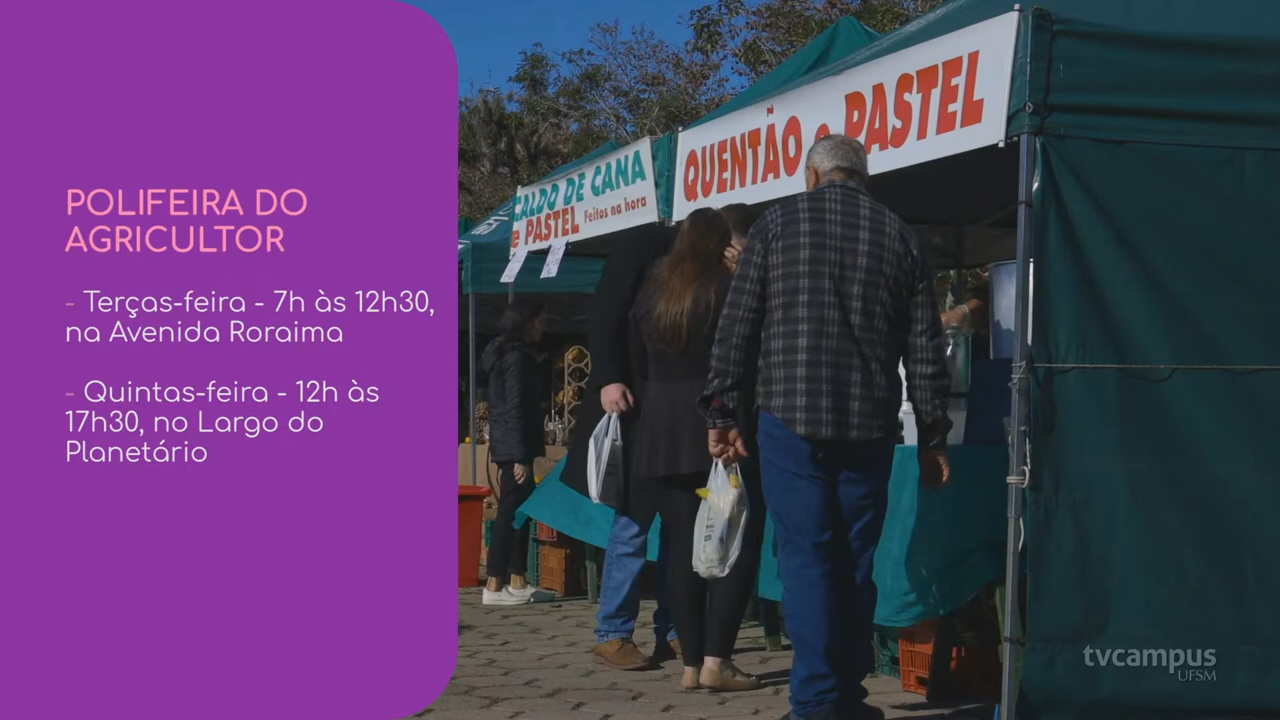 POLIFEIRA DO
AGRICULTOR
- Terças-feira - 7h às 12h30,
na Avenida Roraima
- Quintas-feira - 12h às
17h30, no Largo do
Planetário
CALDO DE CANA
e PASTEL Feitos na hora
QUENTÃO e PASTEL
tvcampus
UFSM